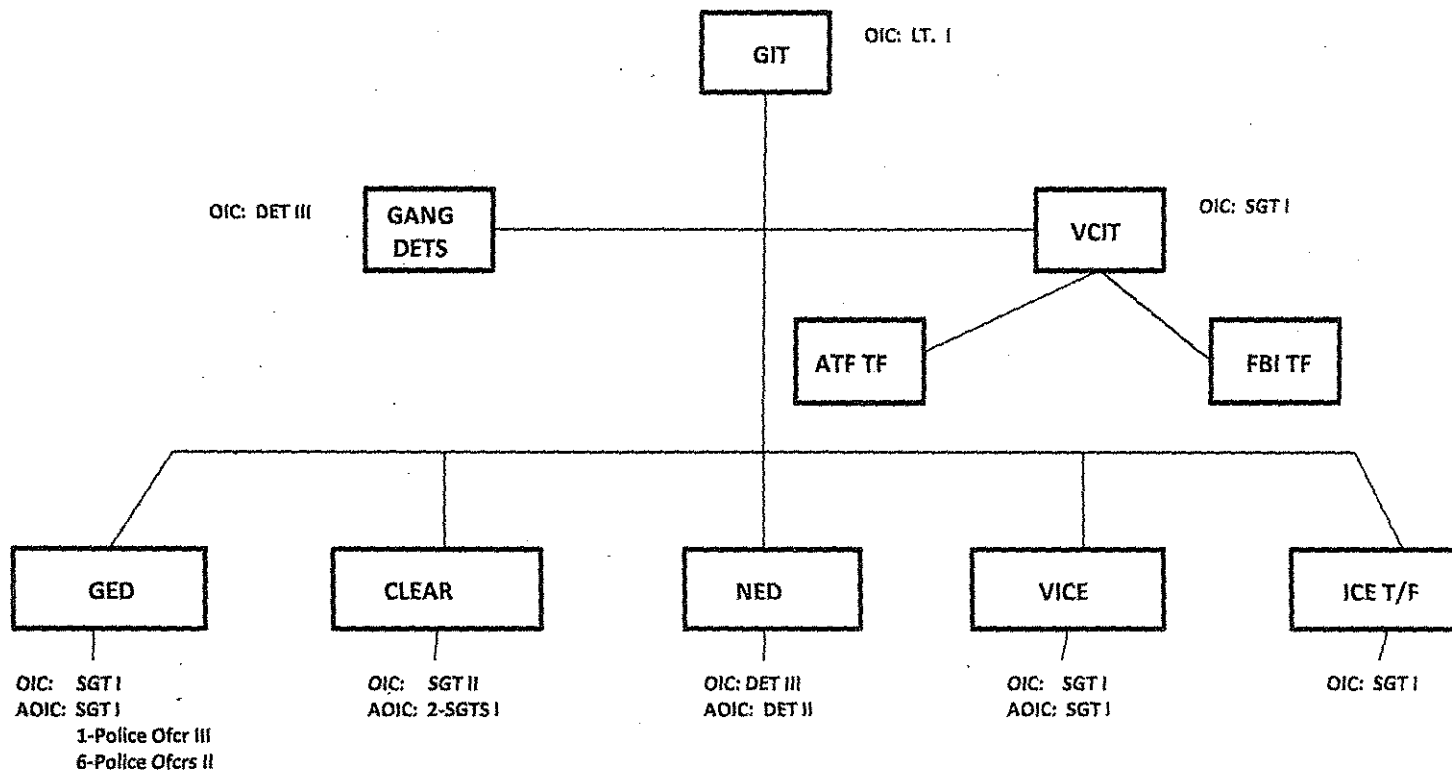 GIT
OIC: LT. I
OIC: DET III
GANG
DETS
VCIT
OIC: SGT I
ATF TF
FBI TF
GED
CLEAR
NED
VICE
ICE T/F
OIC: SGT I
AOIC: SGT I
1-Police Ofcr III
6-Police Ofcrs II
OIC: SGT II
AOIC: 2-SGTS I
OIC: DET III
AOIC: DET II
OIC: SGT I
AOIC: SGT I
OIC: SGT I